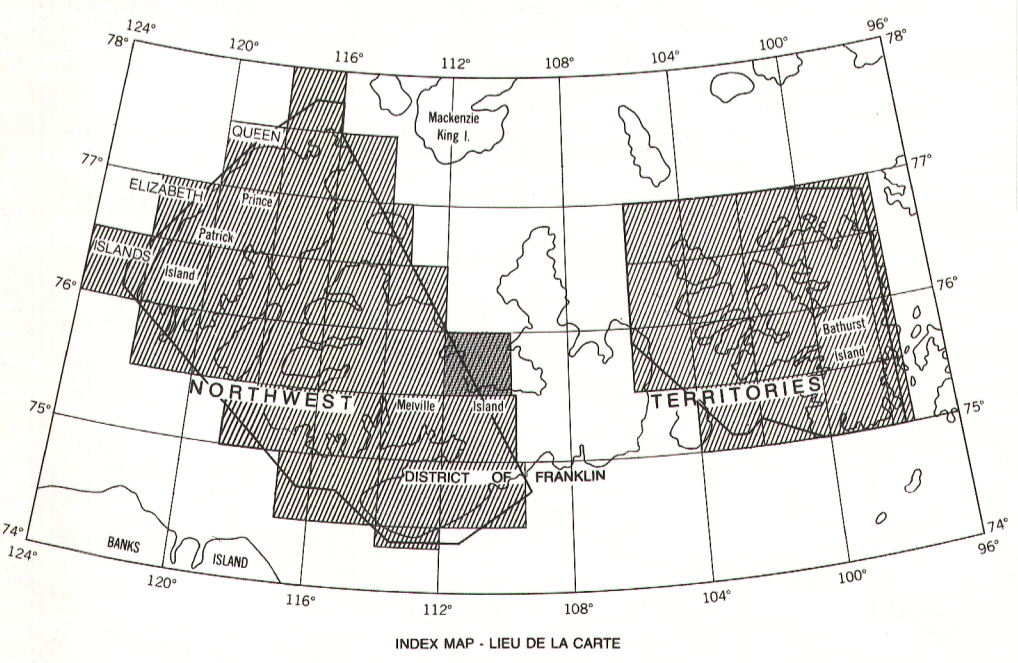 124°
120°
116°
112°
108°
104°
100°
96°
78°
78°
Mackenzie
King I.
QUEEN
77°
77°
ELIZABETH
Prince
Patrick
ISLANDS
Island
76°
76°
Bathurst
Island
NORTHWEST
TERRITORIES
Melville
Island
75°
75°
DISTRICT OF FRANKLIN
74°
74°
124°
96°
BANKS
ISLAND
120°
116°
112°
108°
104°
100°
INDEX MAP - LIEU DE LA CARTE